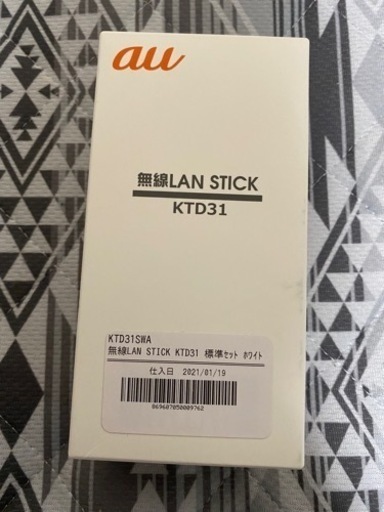 au
無線LAN STICK
KTD31
KTD31SWA
無線LAN STICK KTD31 標準セット ホワイト
仕入日 2021/01/19
869607050009762